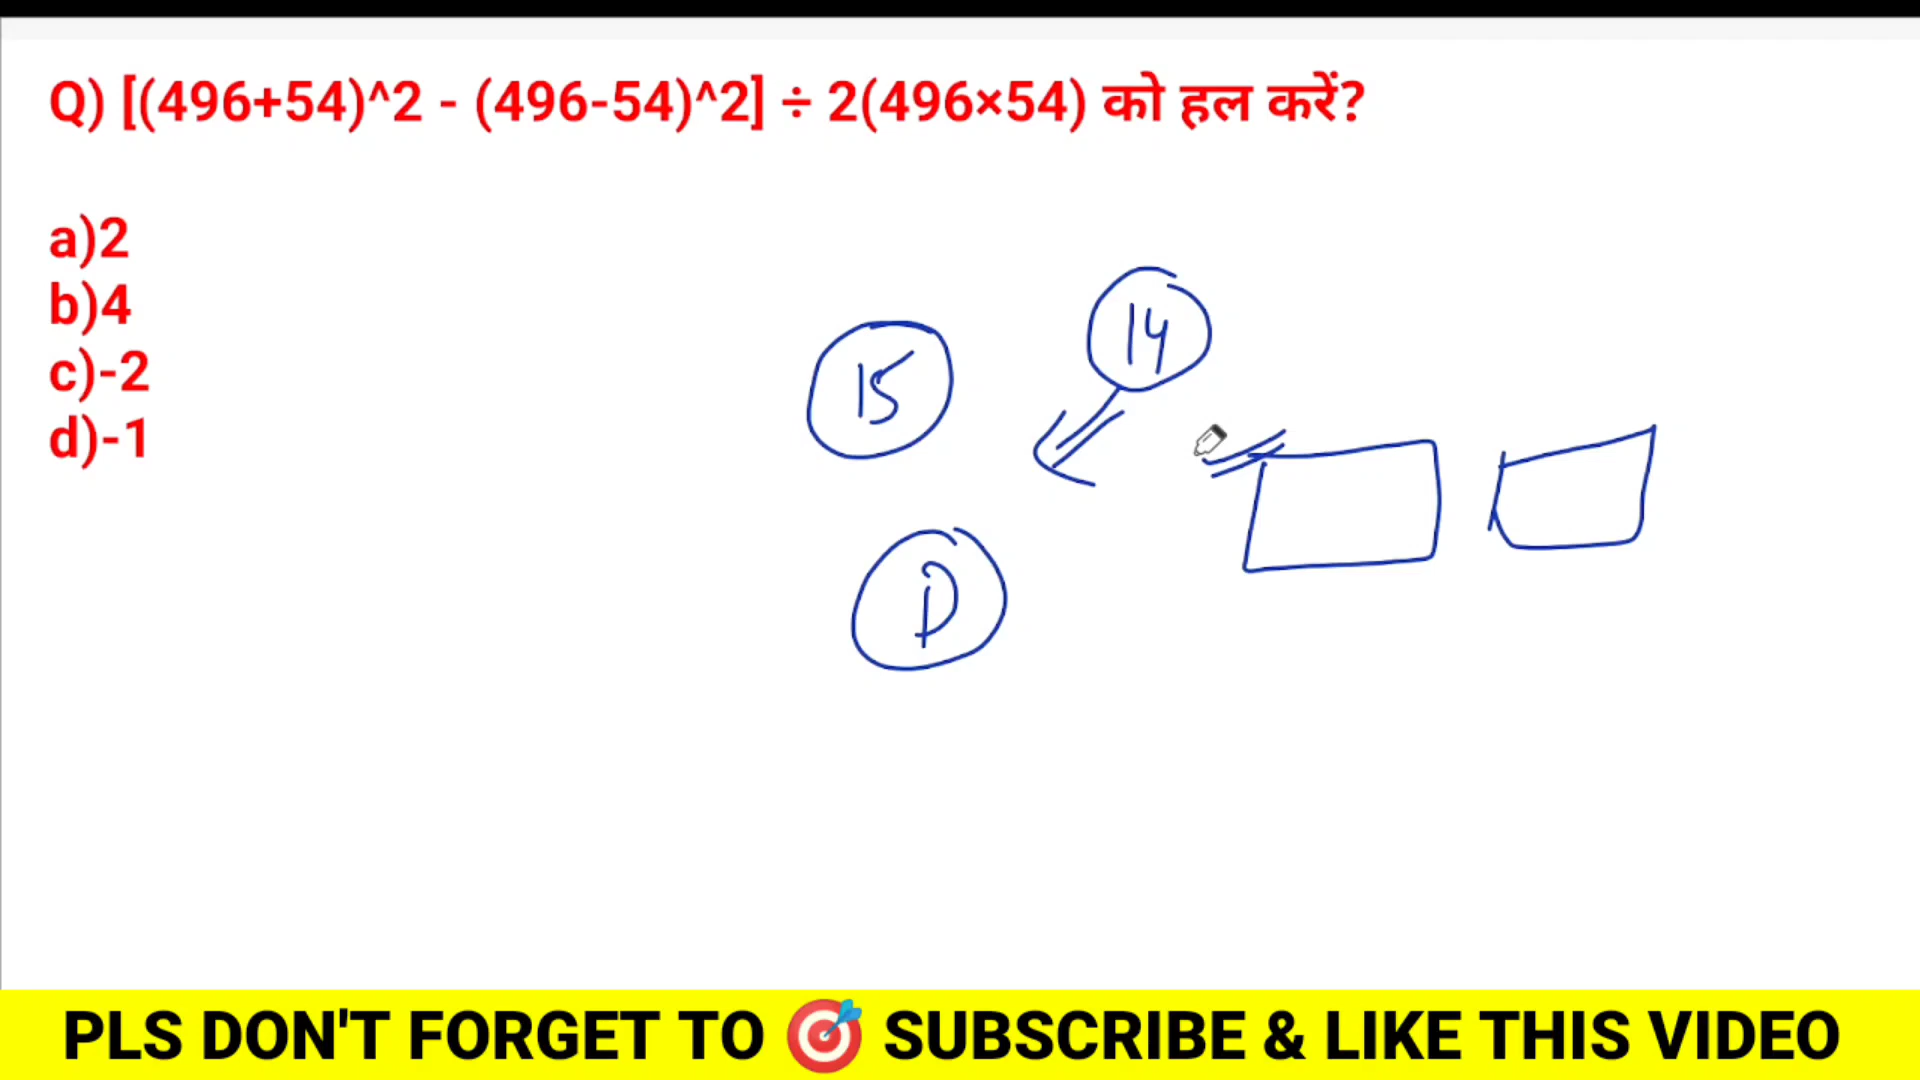 Q) [(496+54)^2 - (496-54)^2] ÷ 2(496×54) को हल करें?
a)2
b)4
c)-2
d)-1
14
15
D
PLS DON'T FORGET TO 🎯 SUBSCRIBE & LIKE THIS VIDEO